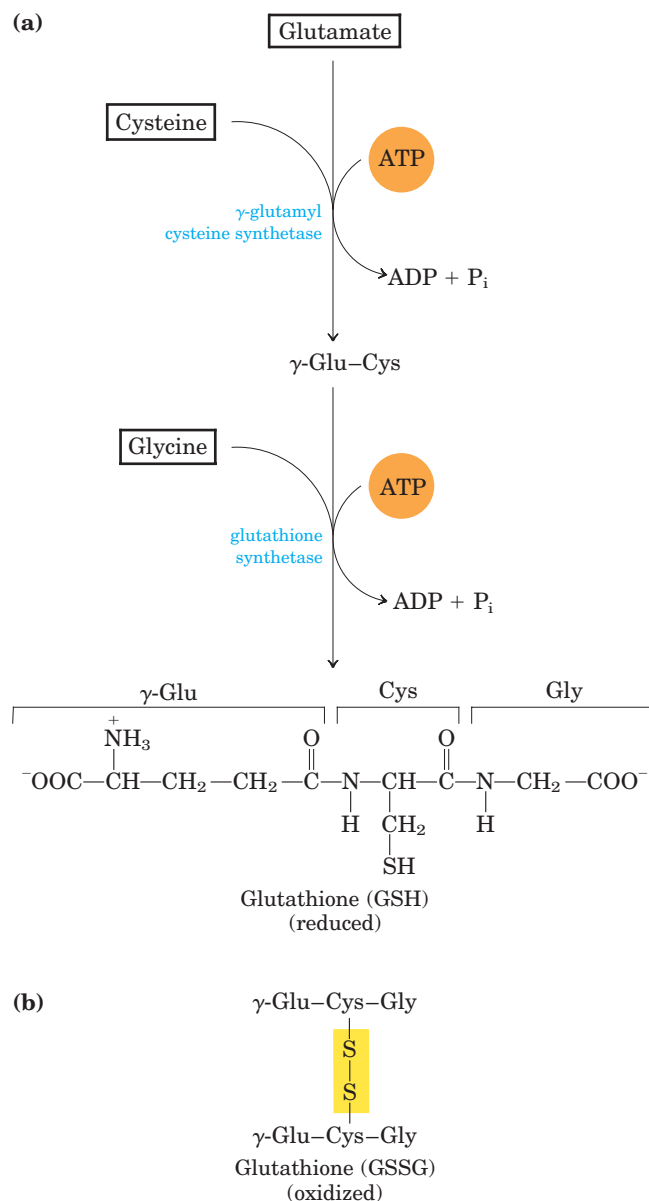 (a)
Glutamate
Cysteine
ATP
γ-glutamyl
cysteine synthetase
ADP + Pi
γ-Glu–Cys
Glycine
ATP
glutathione
synthetase
ADP + Pi
γ-Glu Cys Gly
+
NH3 O O
−OOC—CH—CH2—CH2—C—N—CH—C—N—CH2—COO−
H CH2 H
SH
Glutathione (GSH)
(reduced)
(b)
γ-Glu–Cys–Gly
S
S
γ-Glu–Cys–Gly
Glutathione (GSSG)
(oxidized)